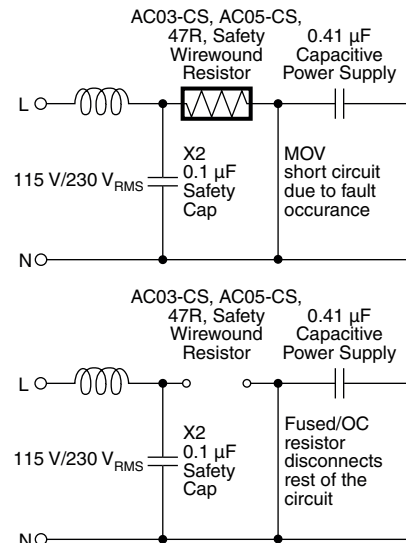 AC03-CS, AC05-CS,
47R, Safety
Wirewound
Resistor
0.41 µF
Capacitive
Power Supply
L
115 V/230 VRMS
X2
0.1 µF
Safety
Cap
MOV
short circuit
due to fault
occurance
N
AC03-CS, AC05-CS,
47R, Safety
Wirewound
Resistor
0.41 µF
Capacitive
Power Supply
L
115 V/230 VRMS
X2
0.1 µF
Safety
Cap
Fused/OC
resistor
disconnects
rest of the
circuit
N